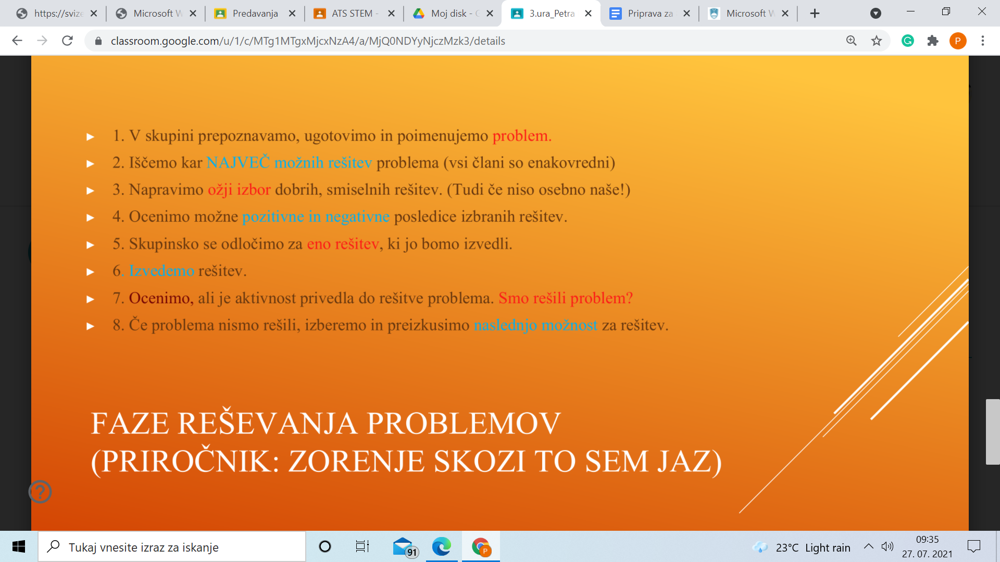 https://svize
Microsoft W
Predavanja
ATS STEM -
Moj disk - G
3.ura_Petra
Priprava za
Microsoft W
classroom.google.com/u/1/c/MTg1MTgxMjcxNzA4/a/MjQ0NDYyNjczMzk3/details
P
1. V skupini prepoznavamo, ugotovimo in poimenujemo problem.
2. Iščemo kar NAJVEČ možnih rešitev problema (vsi člani so enakovredni)
3. Napravimo ožji izbor dobrih, smiselnih rešitev. (Tudi če niso osebno naše!)
4. Ocenimo možne pozitivne in negativne posledice izbranih rešitev.
5. Skupinsko se odločimo za eno rešitev, ki jo bomo izvedli.
6. Izvedemo rešitev.
7. Ocenimo, ali je aktivnost privedla do rešitve problema. Smo rešili problem?
8. Če problema nismo rešili, izberemo in preizkusimo naslednjo možnost za rešitev.
FAZE REŠEVANJA PROBLEMOV
(PRIROČNIK: ZORENJE SKOZI TO SEM JAZ)
Tukaj vnesite izraz za iskanje
91
P
23°C Light rain
09:35
27. 07. 2021